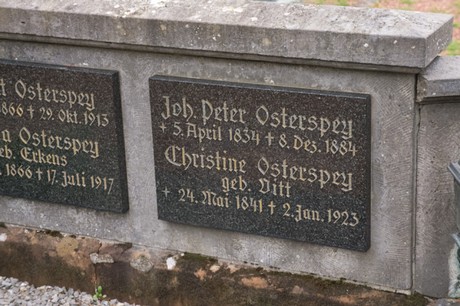 Osterspey
1866 + 29. Okt. 1913
Osterspey
geb. Erkens
1866 + 17. Juli 1917
Joh. Peter Osterspey
+ 3. April 1834 + 8. Dez. 1884
Christine Osterspey
geb. Vitt
+ 24. Mai 1841 + 2. Jan. 1923